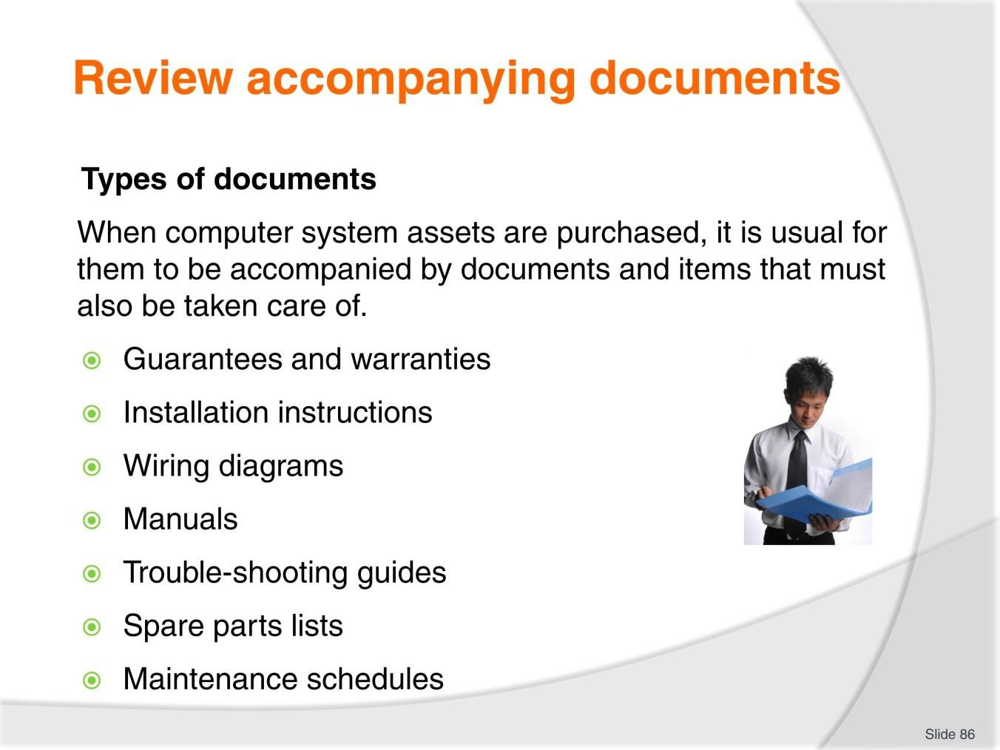 Review accompanying documents
Types of documents
When computer system assets are purchased, it is usual for
them to be accompanied by documents and items that must
also be taken care of.
Guarantees and warranties
Installation instructions
Wiring diagrams
Manuals
Trouble-shooting guides
Spare parts lists
Maintenance schedules
Slide 86